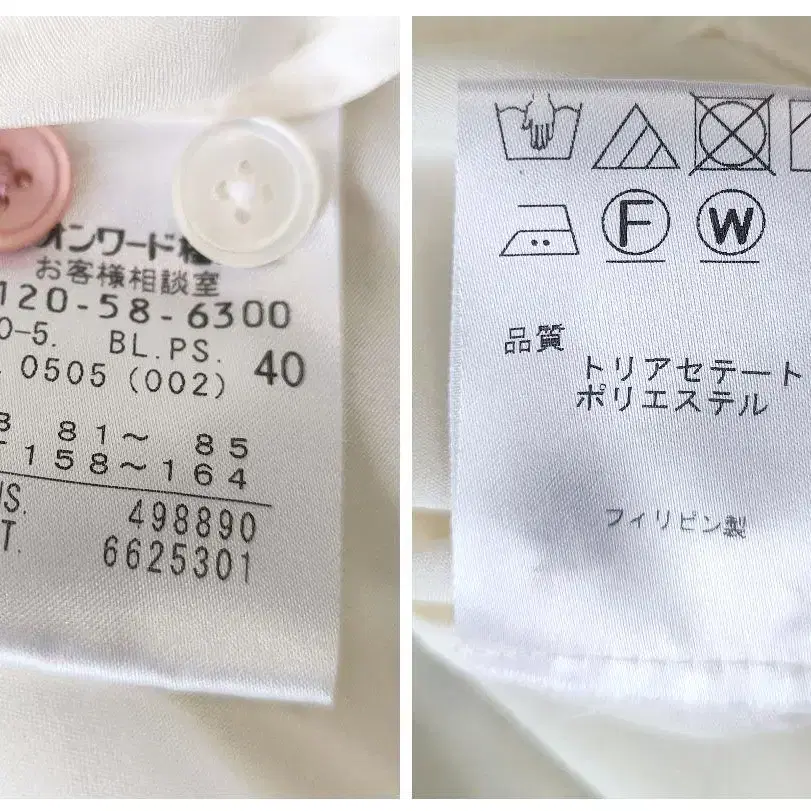 オンワード樫
お客様相談室
120-58-6300
0-5. BL.PS.
0505 (002) 40
81～ 85
158～164
498890
6625301
F W
品質
トリアセテート
ポリエステル
フィリピン製